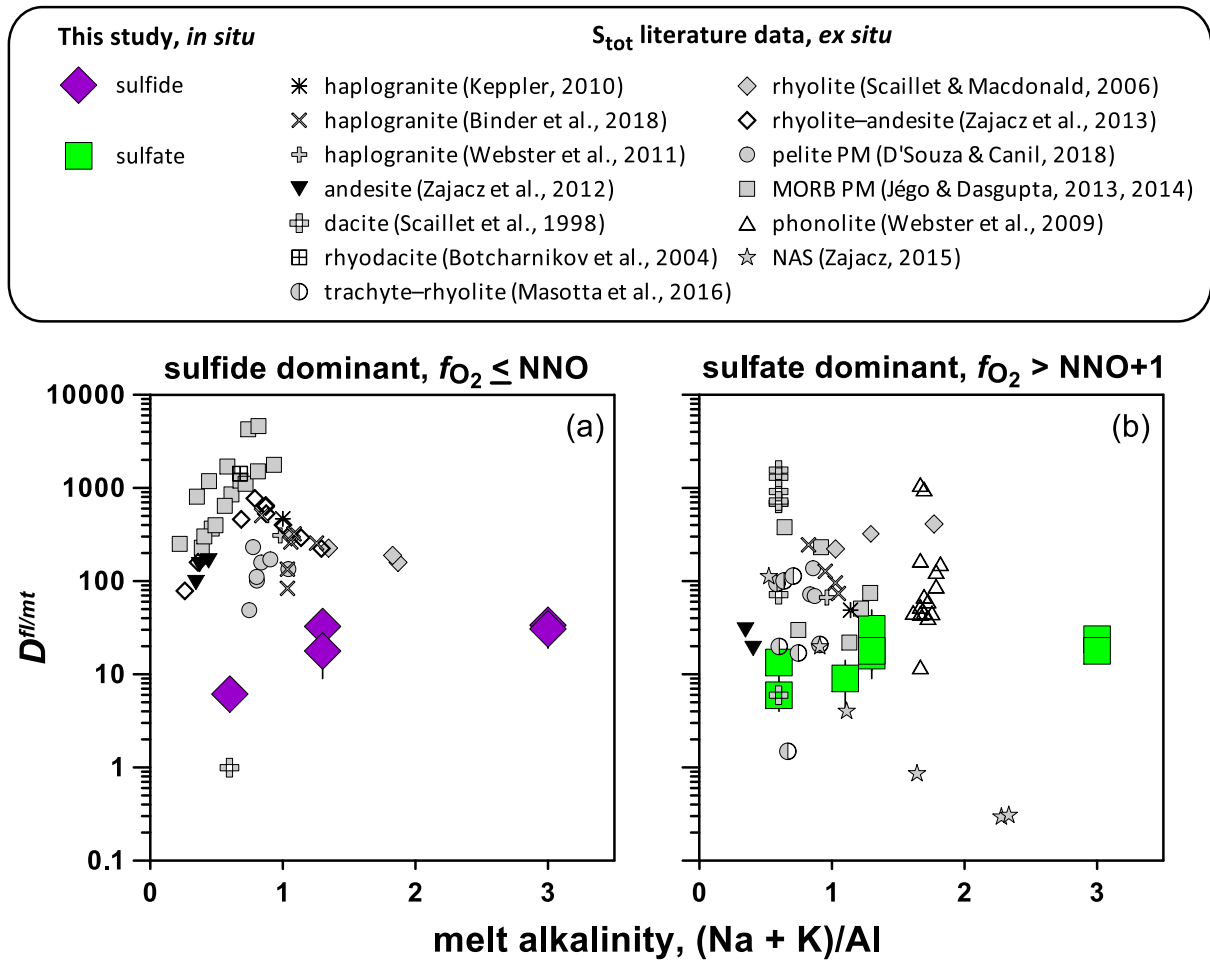 This study, in situ
sulfide
sulfate
Stot literature data, ex situ
haplogranite (Keppler, 2010)
haplogranite (Binder et al., 2018)
haplogranite (Webster et al., 2011)
andesite (Zajacz et al., 2012)
dacite (Scaillet et al., 1998)
rhyodacite (Botcharnikov et al., 2004)
trachyte–rhyolite (Masotta et al., 2016)
rhyolite (Scaillet & Macdonald, 2006)
rhyolite–andesite (Zajacz et al., 2013)
pelite PM (D'Souza & Canil, 2018)
MORB PM (Jégo & Dasgupta, 2013, 2014)
phonolite (Webster et al., 2009)
NAS (Zajacz, 2015)
sulfide dominant, fO2 ≤ NNO
sulfate dominant, fO2 > NNO+1
(a)
(b)
10000
1000
100
10
1
0.1
D^fl/mt
0 1 2 3
0 1 2 3
melt alkalinity, (Na + K)/Al